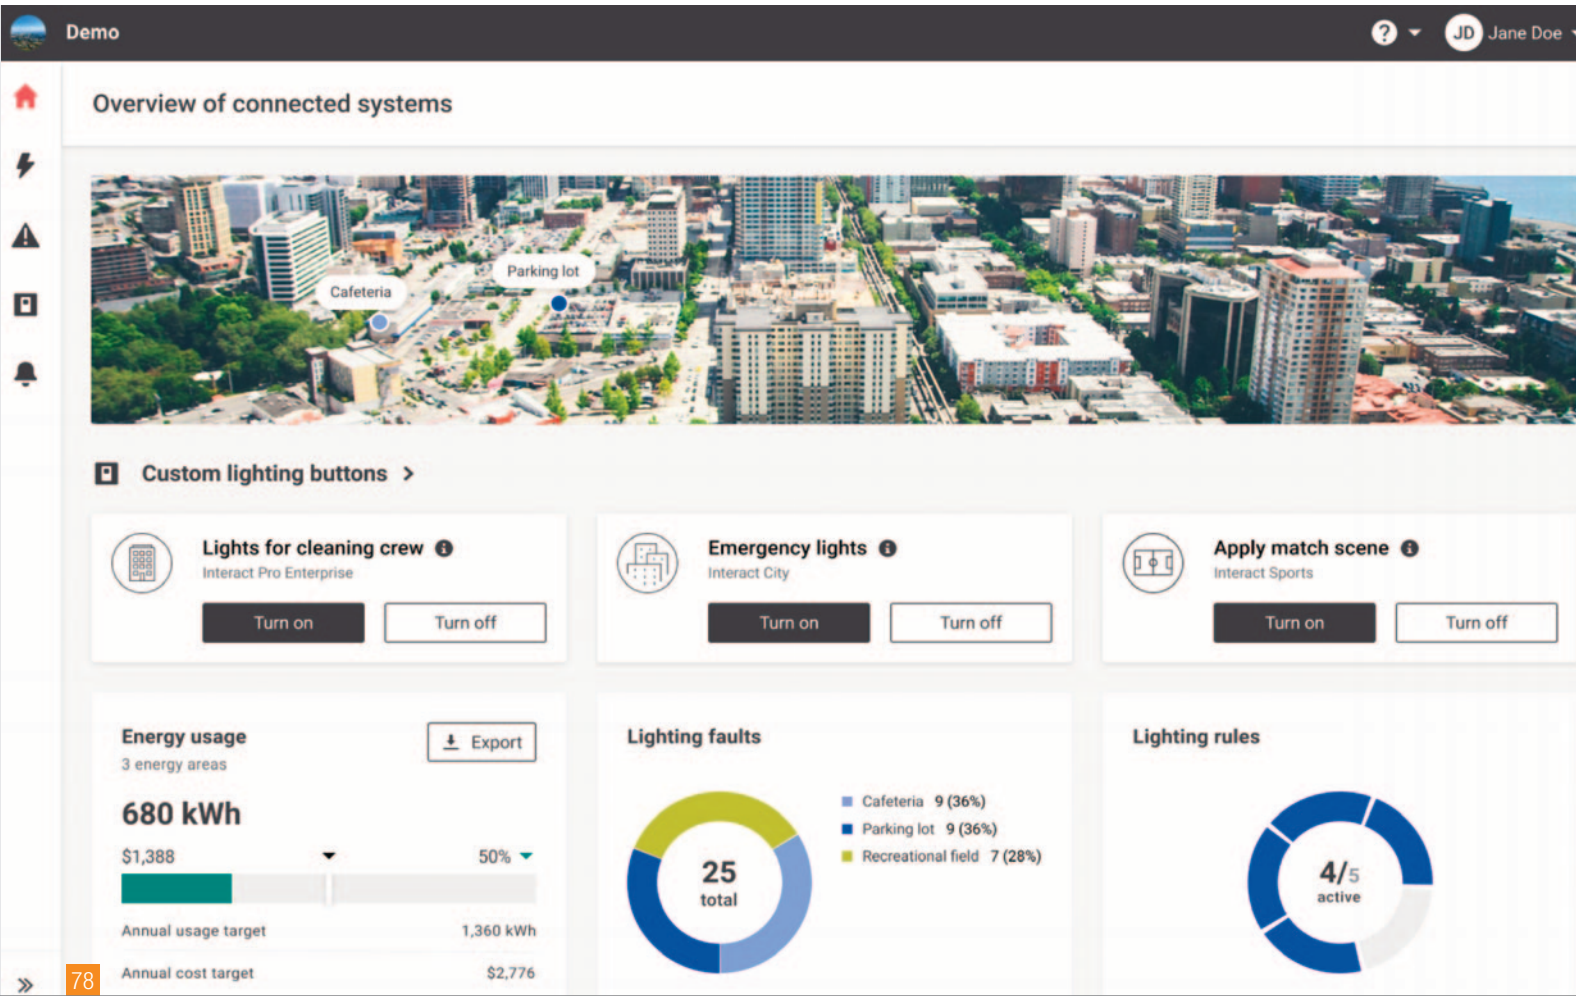 Demo
? JD Jane Doe
Overview of connected systems
Parking lot
Cafeteria
Custom lighting buttons >
Lights for cleaning crew
Interact Pro Enterprise
Turn on Turn off
Emergency lights
Interact City
Turn on Turn off
Apply match scene
Interact Sports
Turn on Turn off
Energy usage
3 energy areas
Export
680 kWh
$1,388 50%
Annual usage target 1,360 kWh
Annual cost target $2,776
Lighting faults
25
total
Cafeteria 9 (36%)
Parking lot 9 (36%)
Recreational field 7 (28%)
Lighting rules
4/5
active
78